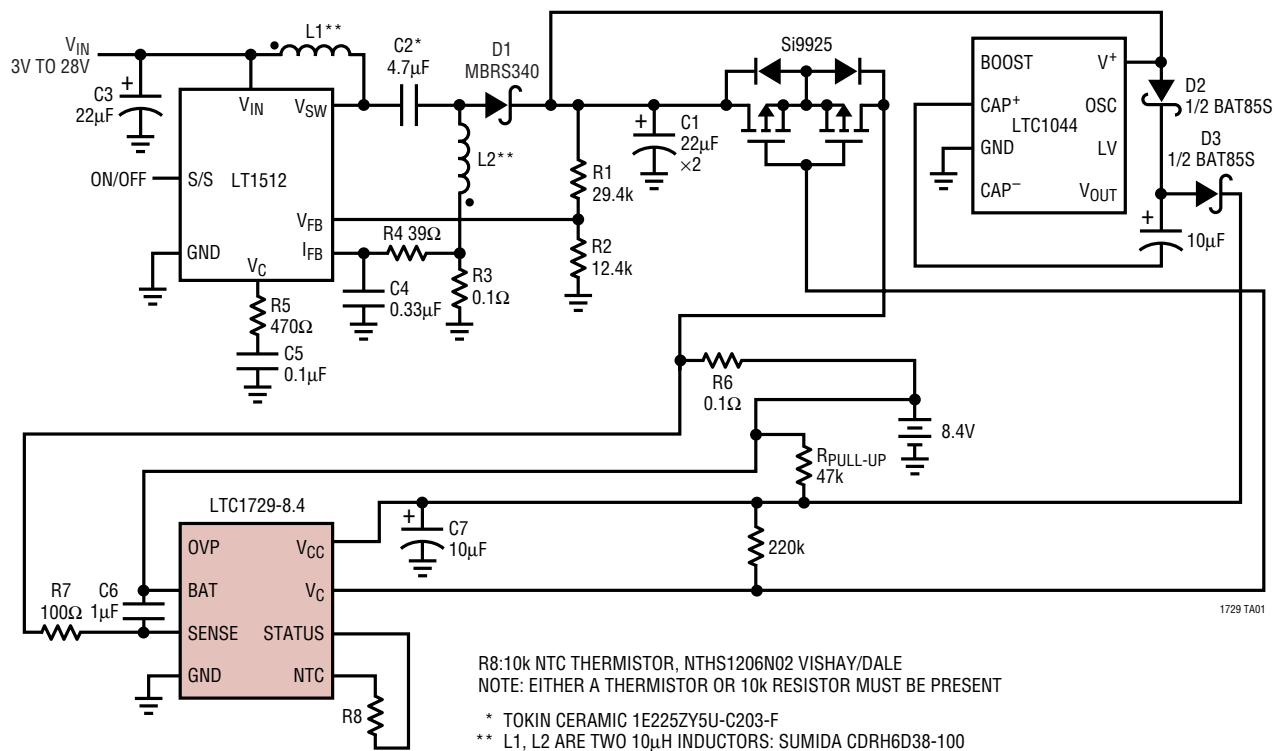 VIN
3V TO 28V
C3
22µF
L1**
C2*
4.7µF
D1
MBRS340
VIN
VSW
ON/OFF
S/S
LT1512
VFB
IFB
GND
VC
L2**
R4 39Ω
R5
470Ω
C5
0.1µF
C4
0.33µF
R3
0.1Ω
R1
29.4k
R2
12.4k
C1
22µF
×2
Si9925
BOOST
V+
CAP+
OSC
LTC1044
GND
LV
CAP−
VOUT
D2
1/2 BAT85S
D3
1/2 BAT85S
10µF
R6
0.1Ω
8.4V
RPULL-UP
47k
220k
LTC1729-8.4
OVP
VCC
BAT
VC
SENSE
STATUS
GND
NTC
C7
10µF
R7
100Ω
C6
1µF
R8
1729 TA01
R8:10k NTC THERMISTOR, NTHS1206N02 VISHAY/DALE
NOTE: EITHER A THERMISTOR OR 10k RESISTOR MUST BE PRESENT
* TOKIN CERAMIC 1E225ZY5U-C203-F
** L1, L2 ARE TWO 10µH INDUCTORS: SUMIDA CDRH6D38-100